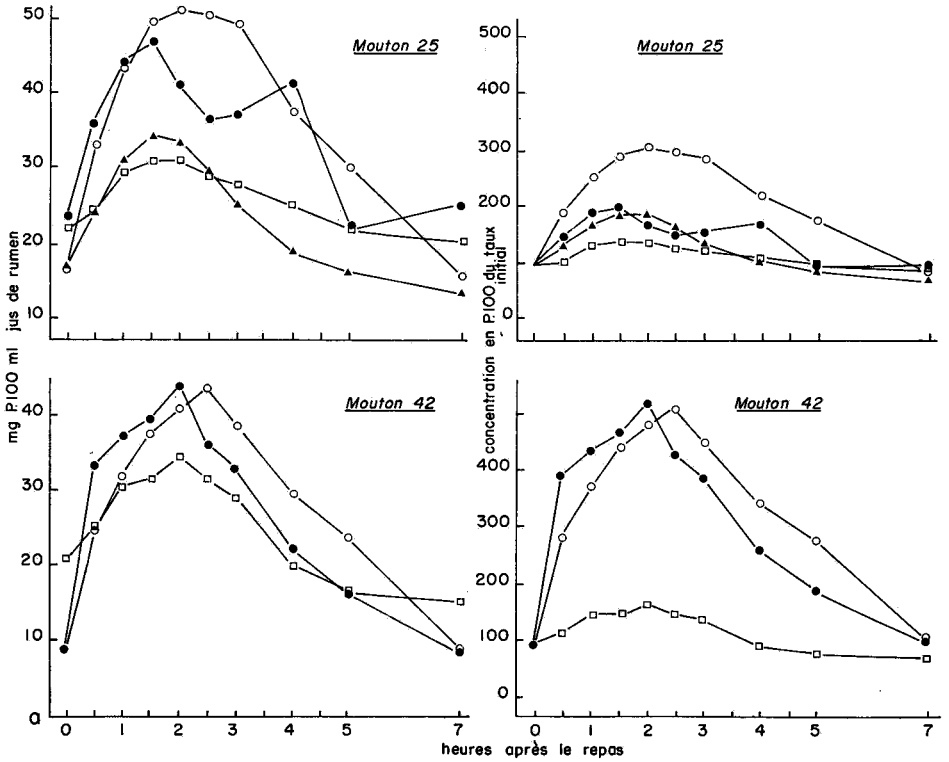 50
40
30
20
10
Mouton 25
jus de rumen
500
300
200
100
0
Mouton 25
en P.100 du taux
initial
40
30
20
10
a
Mouton 42
mg P.100 ml
0 1 2 3 4 5 7
400
300
200
100
0
Mouton 42
concentration
0 1 2 3 4 5 7
heures après le repas